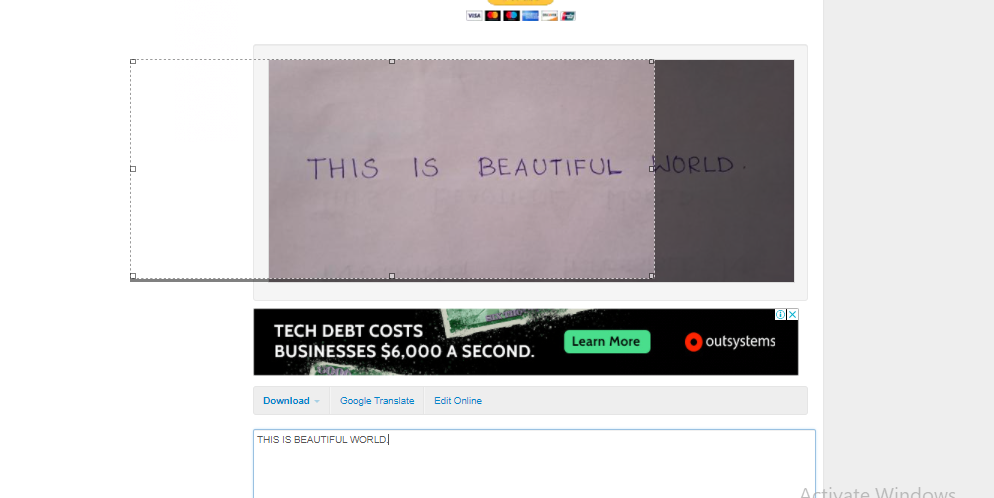 VISA
THIS IS BEAUTIFUL WORLD.
TECH DEBT COSTS
BUSINESSES $6,000 A SECOND.
Learn More
outsystems
Download
Google Translate
Edit Online
THIS IS BEAUTIFUL WORLD.
Activate Windows